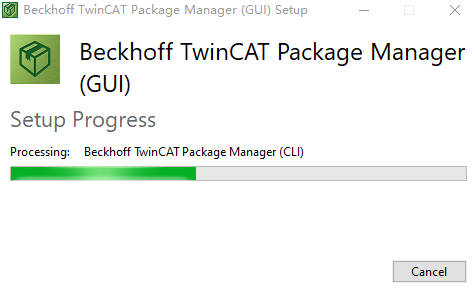 Beckhoff TwinCAT Package Manager (GUI) Setup
Beckhoff TwinCAT Package Manager
(GUI)
Setup Progress
Processing: Beckhoff TwinCAT Package Manager (CLI)
Cancel